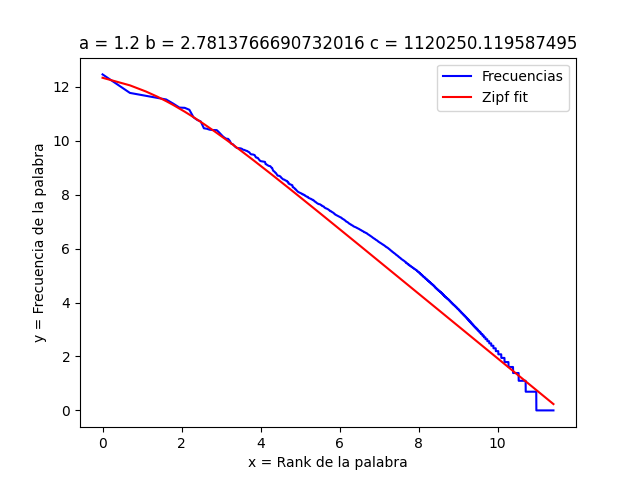 a = 1.2 b = 2.7813766690732016 c = 1120250.119587495
Frecuencias
Zipf fit
y = Frecuencia de la palabra
12
10
8
6
4
2
0
0 2 4 6 8 10
x = Rank de la palabra